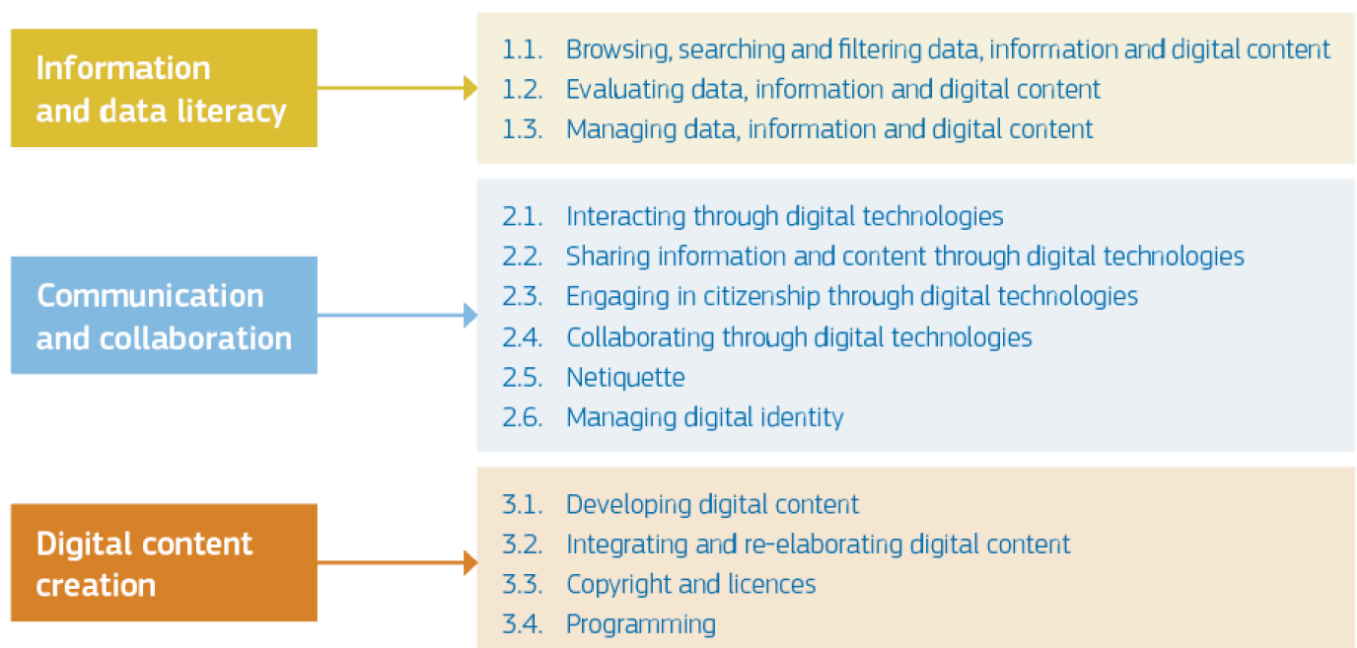 Information
and data literacy
1.1. Browsing, searching and filtering data, information and digital content
1.2. Evaluating data, information and digital content
1.3. Managing data, information and digital content
Communication
and collaboration
2.1. Interacting through digital technologies
2.2. Sharing information and content through digital technologies
2.3. Engaging in citizenship through digital technologies
2.4. Collaborating through digital technologies
2.5. Netiquette
2.6. Managing digital identity
Digital content
creation
3.1. Developing digital content
3.2. Integrating and re-elaborating digital content
3.3. Copyright and licences
3.4. Programming